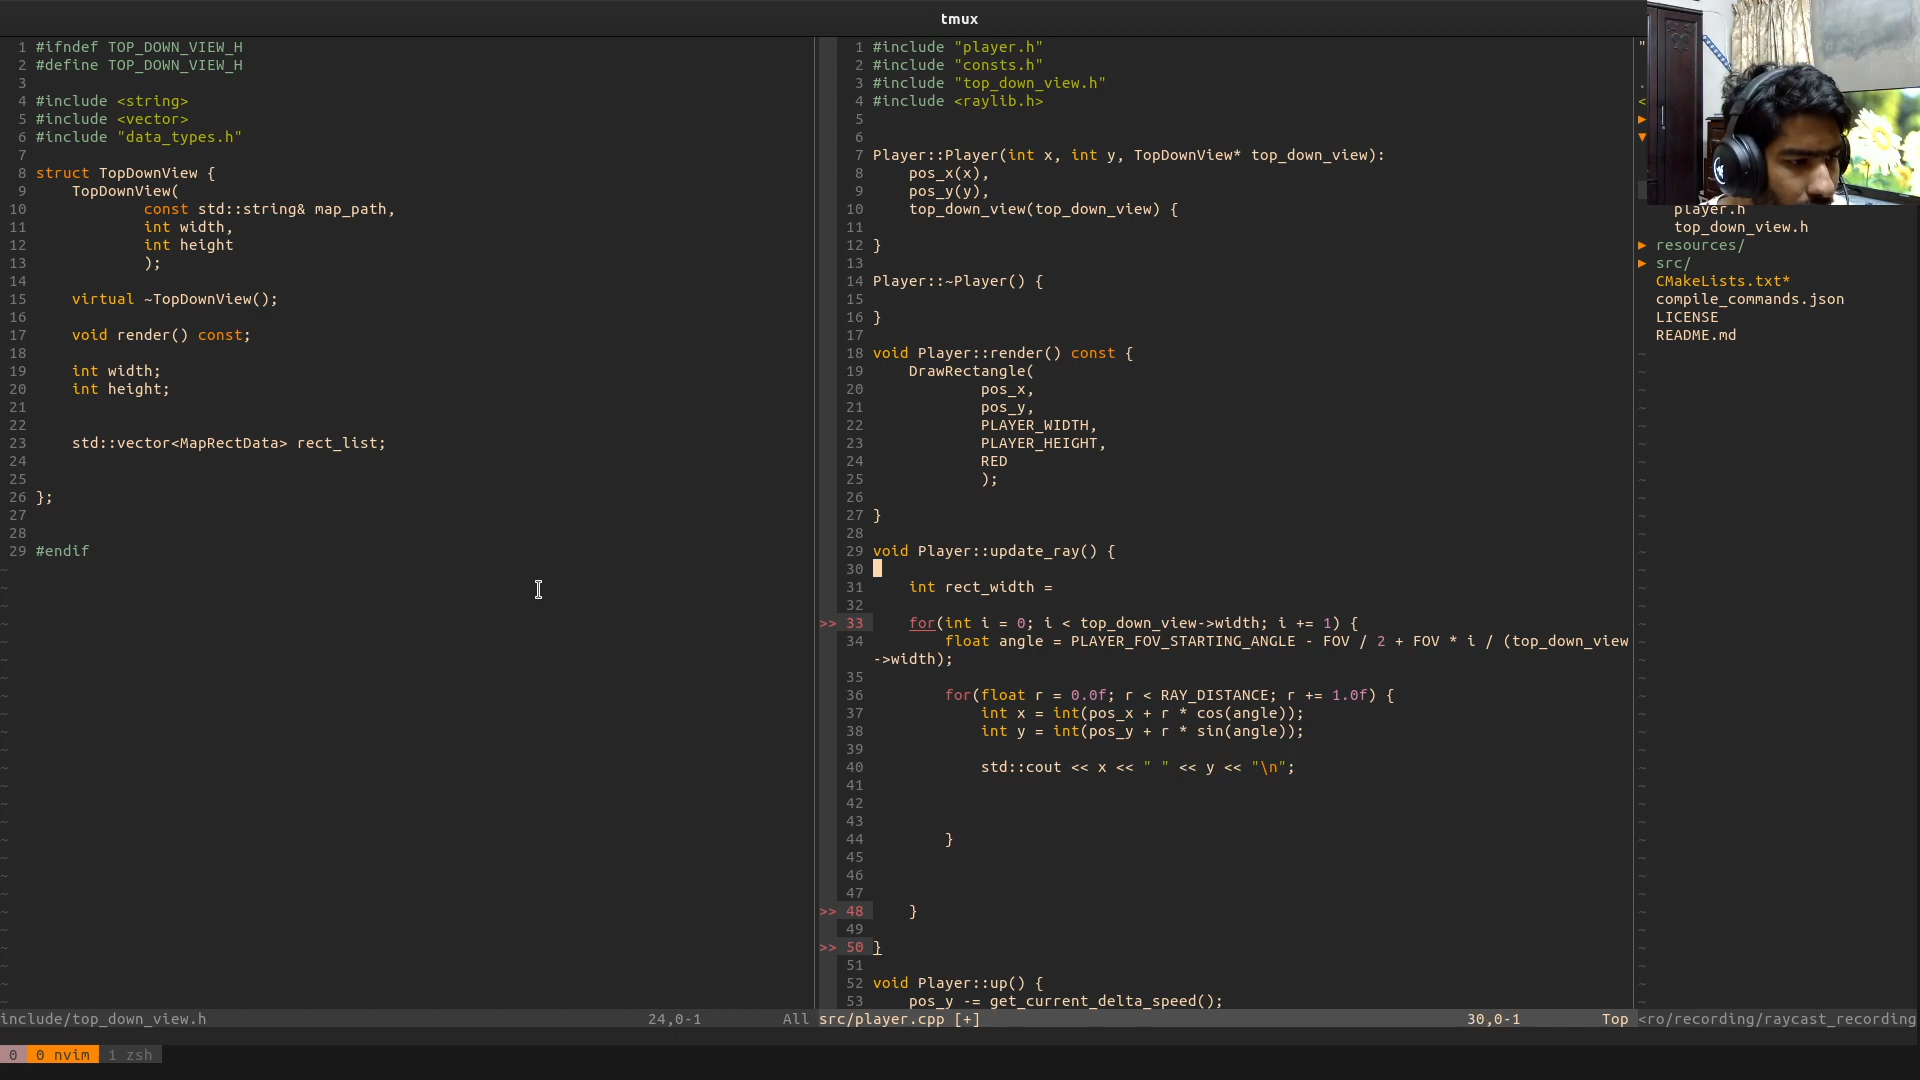 tmux
1 #ifndef TOP_DOWN_VIEW_H
2 #define TOP_DOWN_VIEW_H
3
4 #include <string>
5 #include <vector>
6 #include "data_types.h"
7
8 struct TopDownView {
9     TopDownView(
10             const std::string& map_path,
11             int width,
12             int height
13             );
14
15     virtual ~TopDownView();
16
17     void render() const;
18
19     int width;
20     int height;
21
22
23     std::vector<MapRectData> rect_list;
24
25
26 };
27
28
29 #endif
include/top_down_view.h 24,0-1 All
1 #include "player.h"
2 #include "consts.h"
3 #include "top_down_view.h"
4 #include <raylib.h>
5
6
7 Player::Player(int x, int y, TopDownView* top_down_view):
8     pos_x(x),
9     pos_y(y),
10     top_down_view(top_down_view) {
11
12 }
13
14 Player::~Player() {
15
16 }
17
18 void Player::render() const {
19     DrawRectangle(
20             pos_x,
21             pos_y,
22             PLAYER_WIDTH,
23             PLAYER_HEIGHT,
24             RED
25             );
26
27 }
28
29 void Player::update_ray() {
30
31     int rect_width =
32
>> 33     for(int i = 0; i < top_down_view->width; i += 1) {
34         float angle = PLAYER_FOV_STARTING_ANGLE - FOV / 2 + FOV * i / (top_down_view
->width);
35
36         for(float r = 0.0f; r < RAY_DISTANCE; r += 1.0f) {
37             int x = int(pos_x + r * cos(angle));
38             int y = int(pos_y + r * sin(angle));
39
40             std::cout << x << " " << y << "\n";
41
42
43
44         }
45
46
47
>> 48     }
49
>> 50 }
51
52 void Player::up() {
53     pos_y -= get_current_delta_speed();
src/player.cpp [+] 30,0-1 Top
"
.
<
▶
▼
player.h
top_down_view.h
▶ resources/
▶ src/
CMakeLists.txt*
compile_commands.json
LICENSE
README.md
<ro/recording/raycast_recording
0 0 nvim 1 zsh